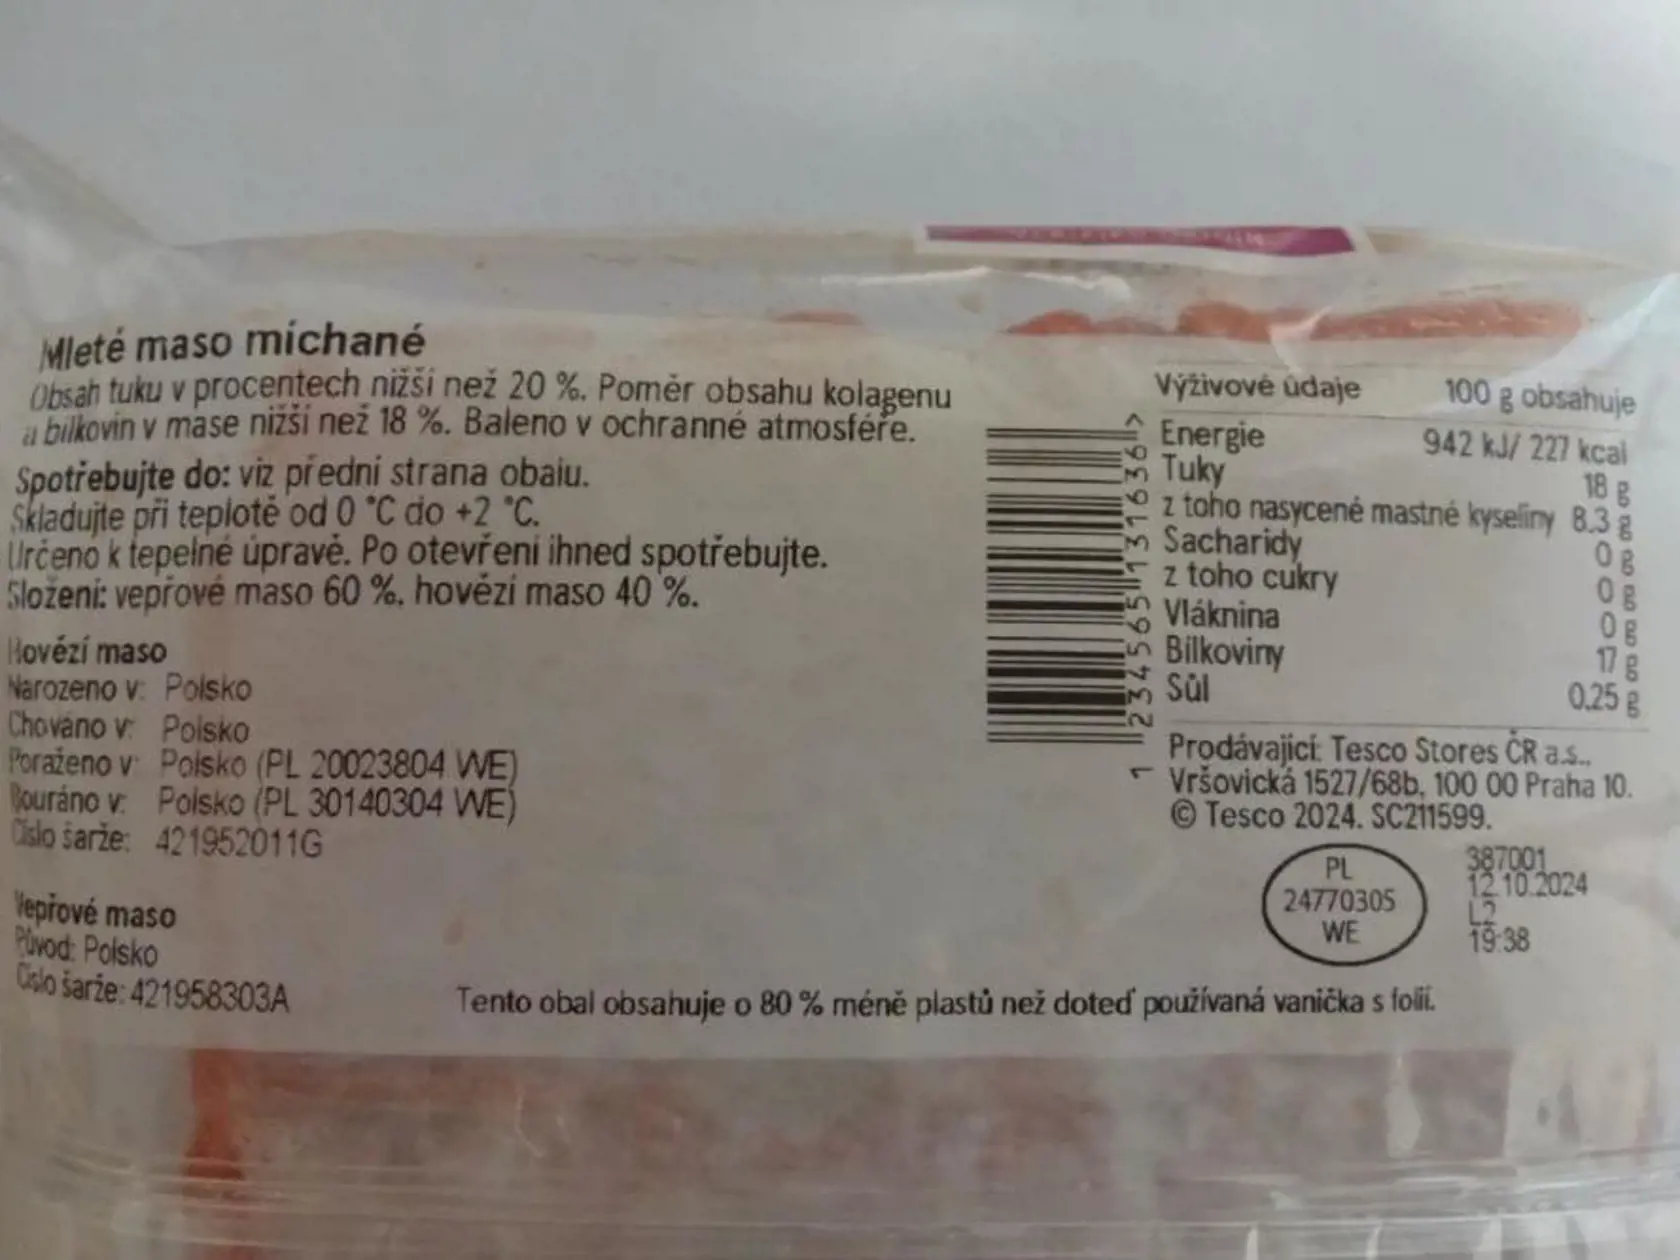 Mleté maso míchané
Obsah tuku v procentech nižší než 20 %. Poměr obsahu kolagenu
a bílkovin v mase nižší než 18 %. Baleno v ochranné atmosféře.
Spotřebujte do: viz přední strana obalu.
Skladujte při teplotě od 0 °C do +2 °C.
Určeno k tepelné úpravě. Po otevření ihned spotřebujte.
Složení: vepřové maso 60 %, hovězí maso 40 %.
Hovězí maso
Narozeno v: Polsko
Chováno v: Polsko
Poraženo v: Polsko (PL 20023804 WE)
Bouráno v: Polsko (PL 30140304 WE)
Číslo šarže: 421952011G
Vepřové maso
Původ: Polsko
Číslo šarže: 421958303A
Tento obal obsahuje o 80 % méně plastů než doteď používaná vanička s folií.
1 234565 131636 >
Výživové údaje 100 g obsahuje
Energie 942 kJ/ 227 kcal
Tuky 18 g
z toho nasycené mastné kyseliny 8.3 g
Sacharidy 0 g
z toho cukry 0 g
Vláknina 0 g
Bílkoviny 17 g
Sůl 0.25 g
Prodávající: Tesco Stores ČR a.s.,
Vršovická 1527/68b, 100 00 Praha 10.
© Tesco 2024. SC211599.
PL
24770305
WE
387001
12.10.2024
L2
19:38